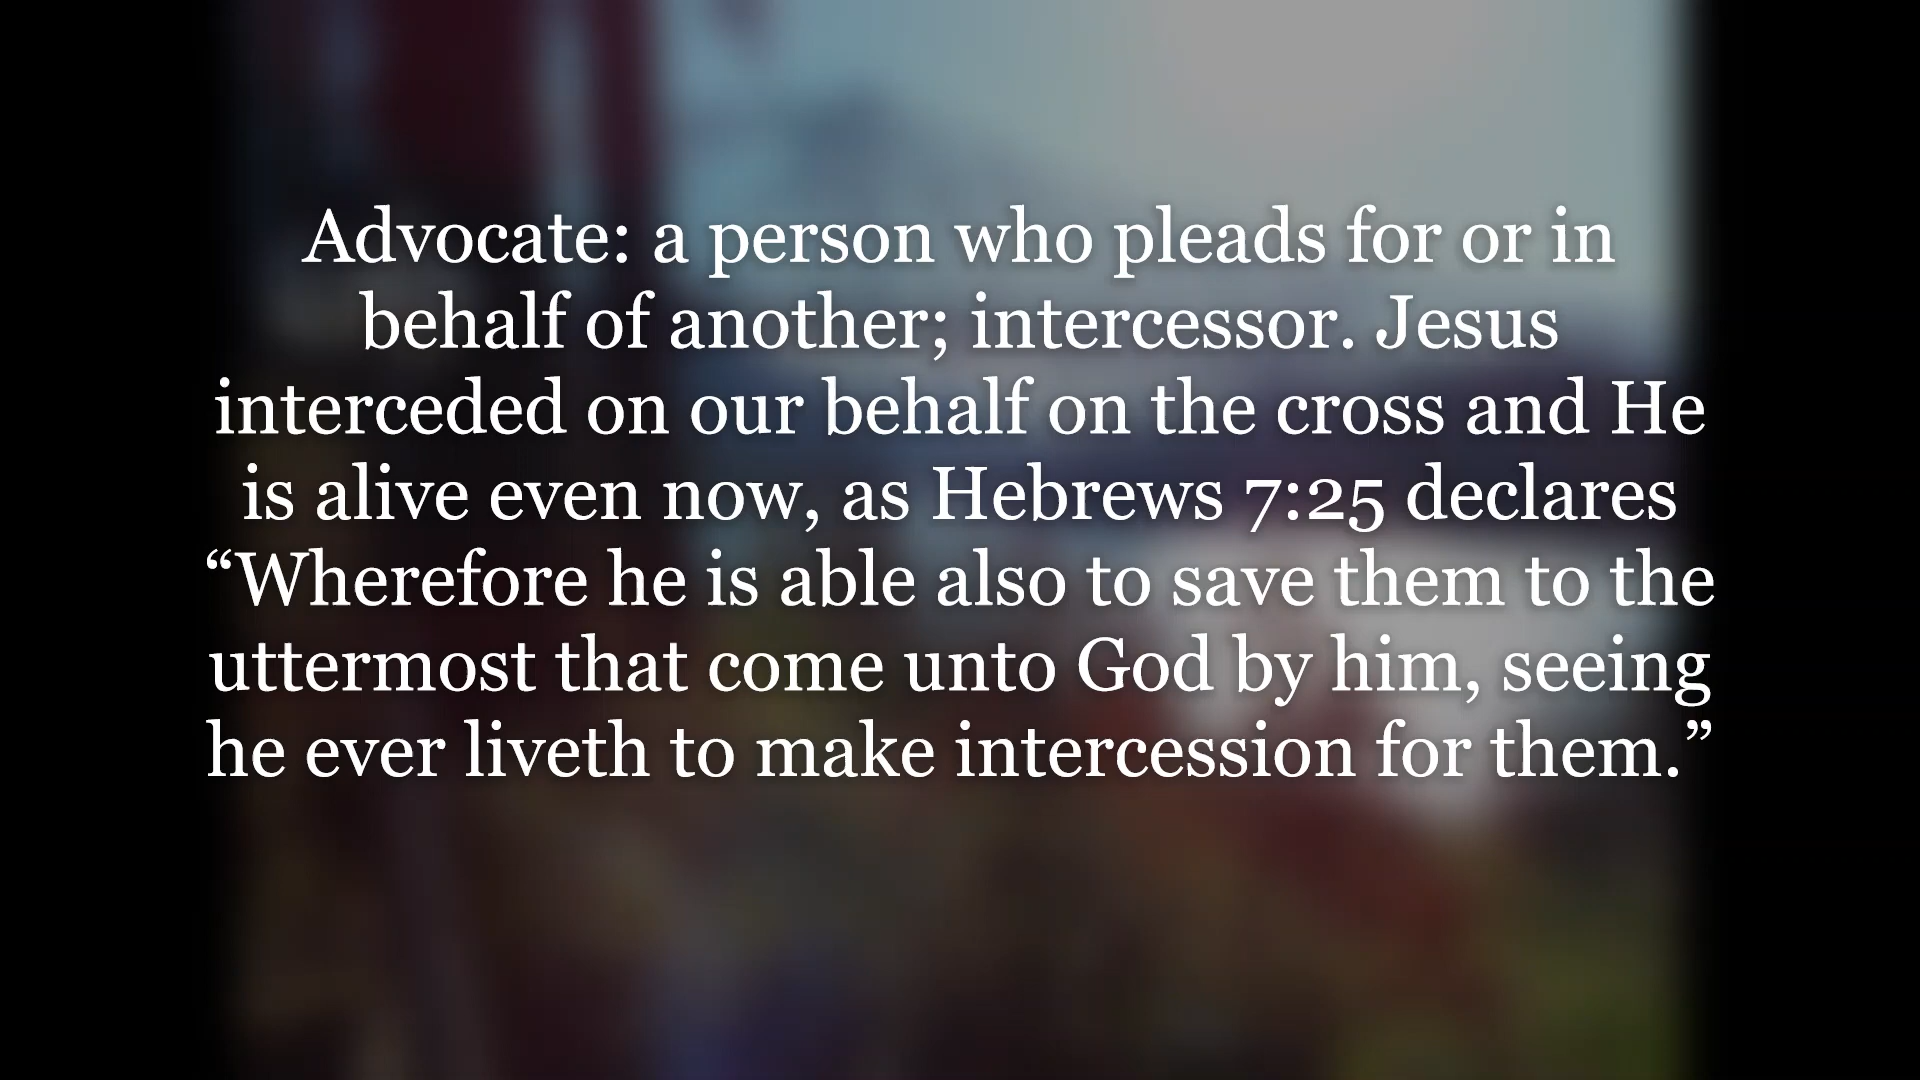 Advocate: a person who pleads for or in
behalf of another; intercessor. Jesus
interceded on our behalf on the cross and He
is alive even now, as Hebrews 7:25 declares
“Wherefore he is able also to save them to the
uttermost that come unto God by him, seeing
he ever liveth to make intercession for them.”